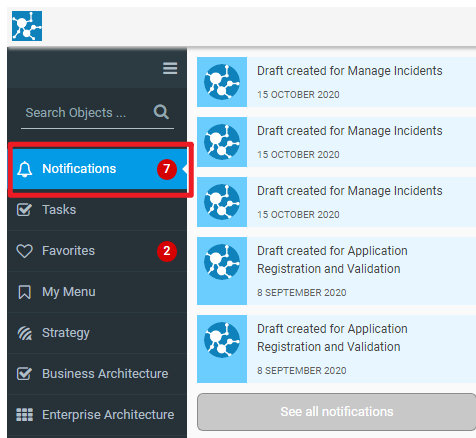 Search Objects ...
Notifications 7
Tasks
Favorites 2
My Menu
Strategy
Business Architecture
Enterprise Architecture
Draft created for Manage Incidents
15 OCTOBER 2020
Draft created for Manage Incidents
15 OCTOBER 2020
Draft created for Manage Incidents
15 OCTOBER 2020
Draft created for Application
Registration and Validation
8 SEPTEMBER 2020
Draft created for Application
Registration and Validation
8 SEPTEMBER 2020
See all notifications